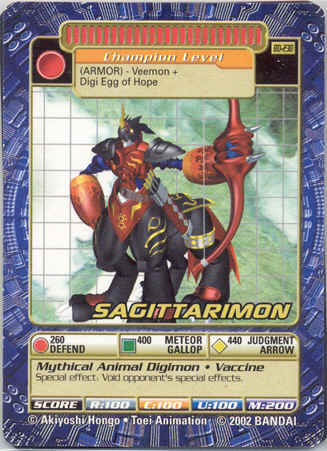 Champion Level
(ARMOR) - Veemon +
Digi Egg of Hope
SAGITTARIMON
260 DEFEND
400 METEOR GALLOP
440 JUDGMENT ARROW
Mythical Animal Digimon • Vaccine
Special effect. Void opponent's special effects.
SCORE R:100 C:100 U:100 M:200
© Akiyoshi/Hongo • Toei Animation © 2002 BANDAI